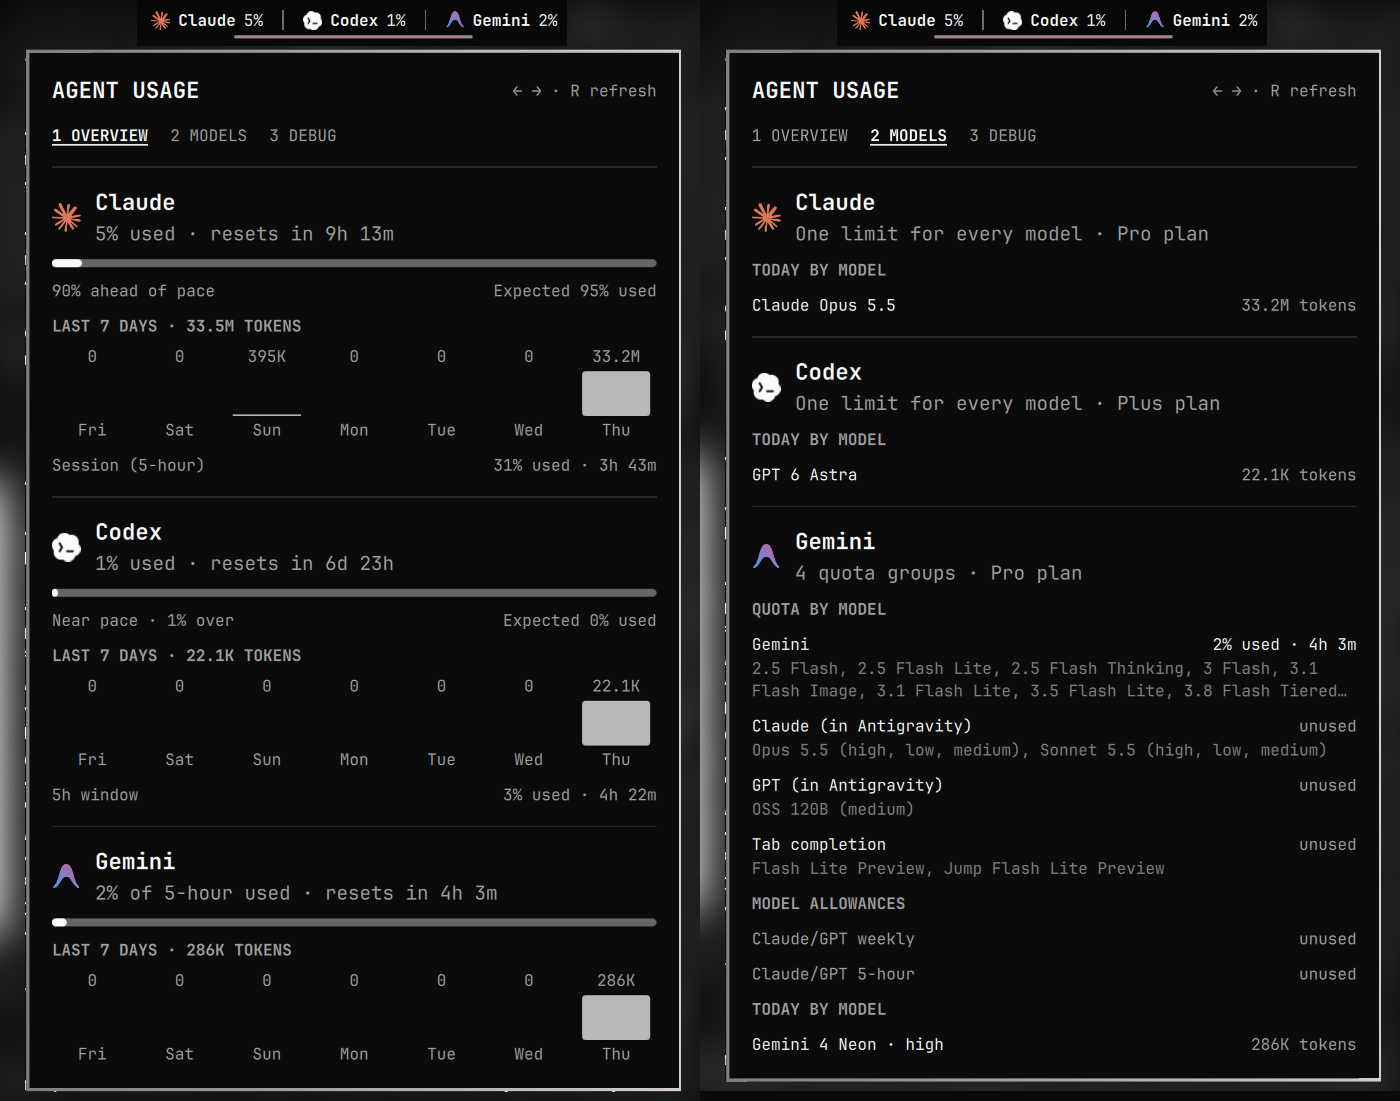 Claude 5% | Codex 1% | Gemini 2%
AGENT USAGE
← → · R refresh
1 OVERVIEW 2 MODELS 3 DEBUG
Claude
5% used · resets in 9h 13m
90% ahead of pace
Expected 95% used
LAST 7 DAYS · 33.5M TOKENS
0 0 395K 0 0 0 33.2M
Fri Sat Sun Mon Tue Wed Thu
Session (5-hour)
31% used · 3h 43m
Codex
1% used · resets in 6d 23h
Near pace · 1% over
Expected 0% used
LAST 7 DAYS · 22.1K TOKENS
0 0 0 0 0 0 22.1K
Fri Sat Sun Mon Tue Wed Thu
5h window
3% used · 4h 22m
Gemini
2% of 5-hour used · resets in 4h 3m
LAST 7 DAYS · 286K TOKENS
0 0 0 0 0 0 286K
Fri Sat Sun Mon Tue Wed Thu
Claude 5% | Codex 1% | Gemini 2%
AGENT USAGE
← → · R refresh
1 OVERVIEW 2 MODELS 3 DEBUG
Claude
One limit for every model · Pro plan
TODAY BY MODEL
Claude Opus 5.5
33.2M tokens
Codex
One limit for every model · Plus plan
TODAY BY MODEL
GPT 6 Astra
22.1K tokens
Gemini
4 quota groups · Pro plan
QUOTA BY MODEL
Gemini
2% used · 4h 3m
2.5 Flash, 2.5 Flash Lite, 2.5 Flash Thinking, 3 Flash, 3.1
Flash Image, 3.1 Flash Lite, 3.5 Flash Lite, 3.8 Flash Tiered…
Claude (in Antigravity)
unused
Opus 5.5 (high, low, medium), Sonnet 5.5 (high, low, medium)
GPT (in Antigravity)
unused
OSS 120B (medium)
Tab completion
unused
Flash Lite Preview, Jump Flash Lite Preview
MODEL ALLOWANCES
Claude/GPT weekly
unused
Claude/GPT 5-hour
unused
TODAY BY MODEL
Gemini 4 Neon · high
286K tokens